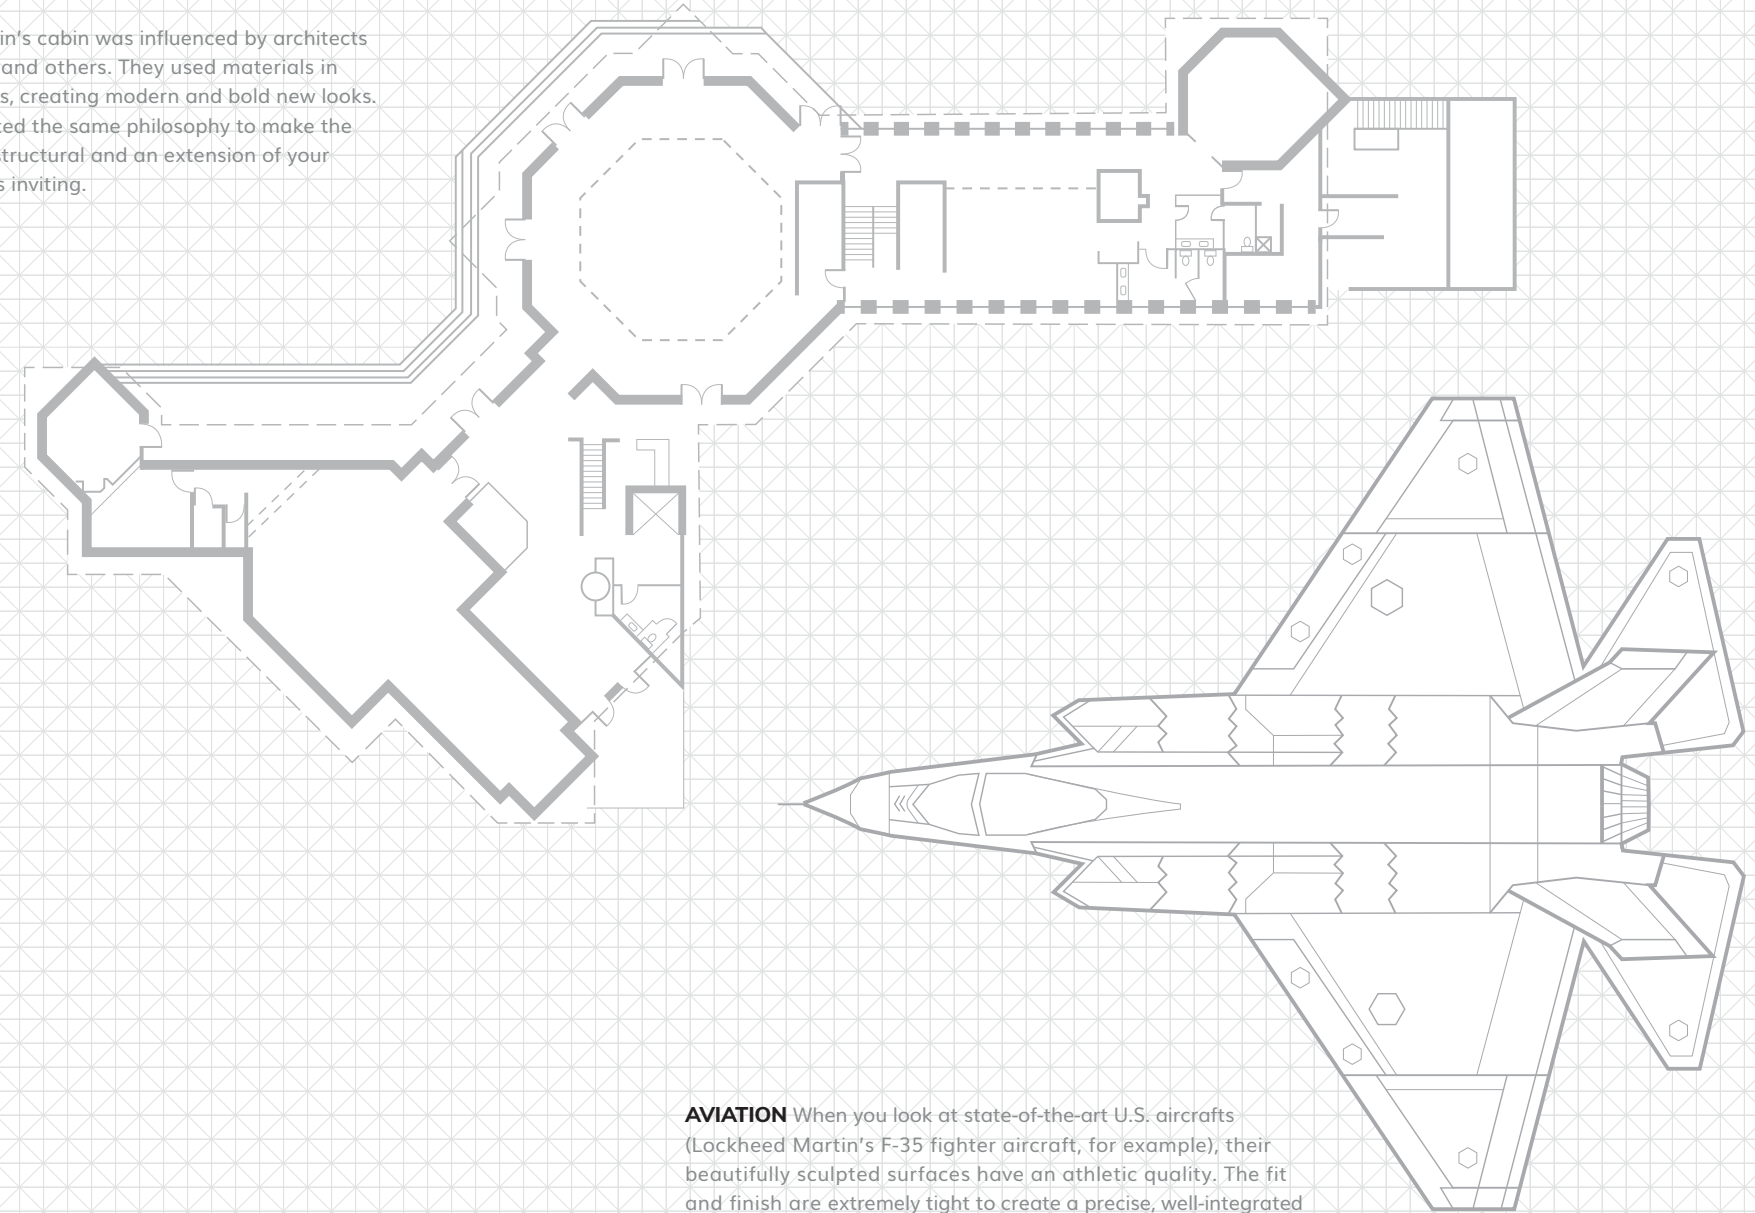 in’s cabin was influenced by architects
and others. They used materials in
s, creating modern and bold new looks.
ted the same philosophy to make the
structural and an extension of your
s inviting.
AVIATION When you look at state-of-the-art U.S. aircrafts
(Lockheed Martin’s F-35 fighter aircraft, for example), their
beautifully sculpted surfaces have an athletic quality. The fit
and finish are extremely tight to create a precise, well-integrated